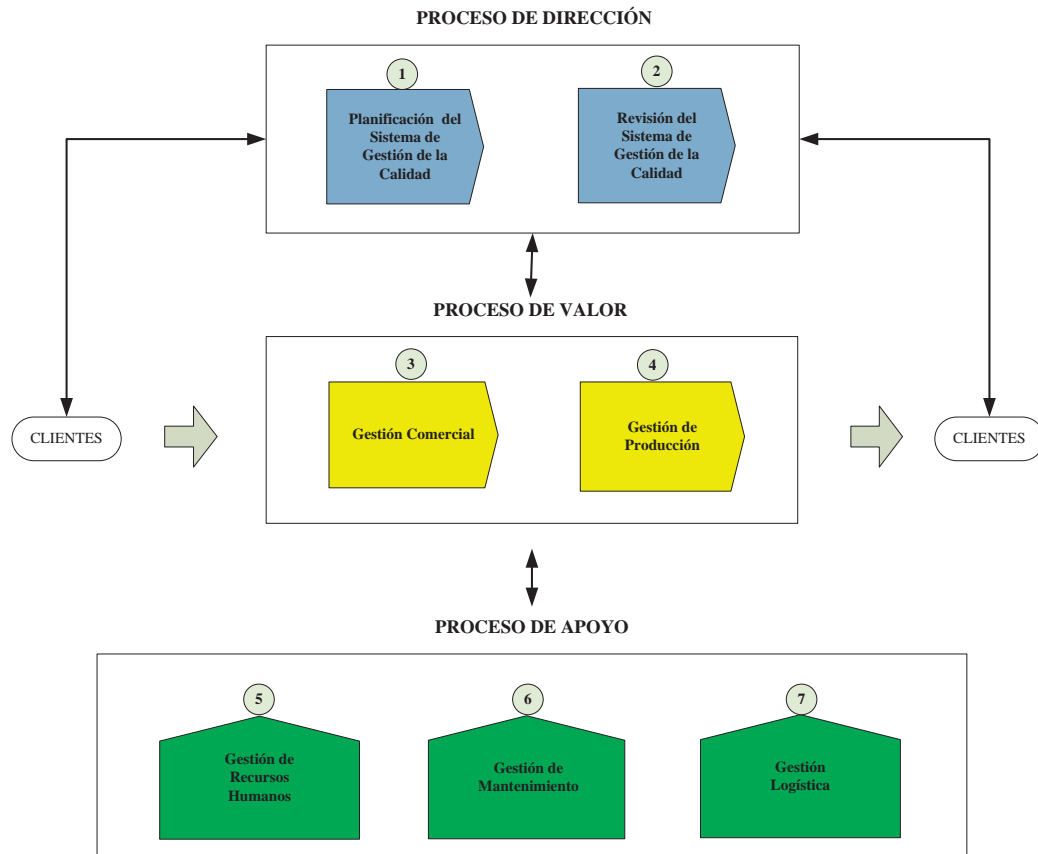 PROCESO DE DIRECCIÓN
1
2
Planificación del
Sistema de
Gestión de la
Calidad
Revisión del
Sistema de
Gestión de la
Calidad
PROCESO DE VALOR
3
4
Gestión Comercial
Gestión de
Producción
CLIENTES
CLIENTES
PROCESO DE APOYO
5
6
7
Gestión de
Recursos
Humanos
Gestión de
Mantenimiento
Gestión
Logística